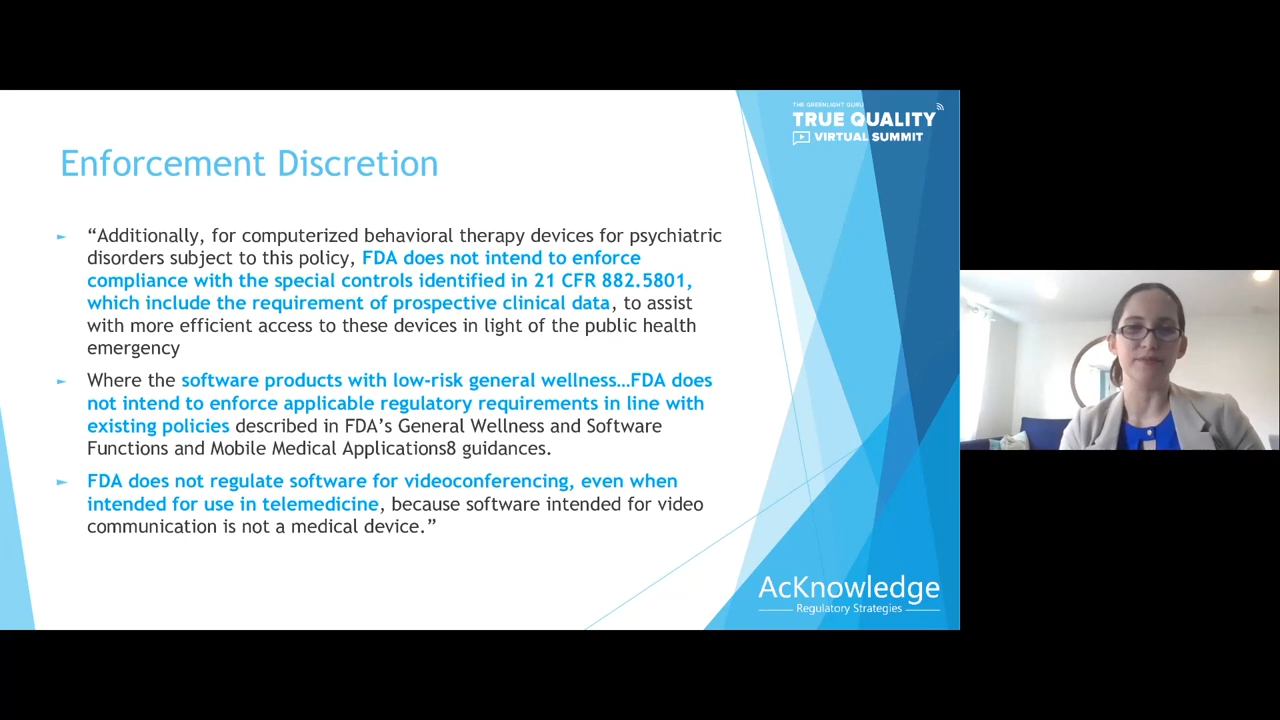 THE GREENLIGHT GURU
TRUE QUALITY
VIRTUAL SUMMIT
Enforcement Discretion
► “Additionally, for computerized behavioral therapy devices for psychiatric
disorders subject to this policy, FDA does not intend to enforce
compliance with the special controls identified in 21 CFR 882.5801,
which include the requirement of prospective clinical data, to assist
with more efficient access to these devices in light of the public health
emergency
► Where the software products with low-risk general wellness…FDA does
not intend to enforce applicable regulatory requirements in line with
existing policies described in FDA’s General Wellness and Software
Functions and Mobile Medical Applications8 guidances.
► FDA does not regulate software for videoconferencing, even when
intended for use in telemedicine, because software intended for video
communication is not a medical device.”
AcKnowledge
Regulatory Strategies